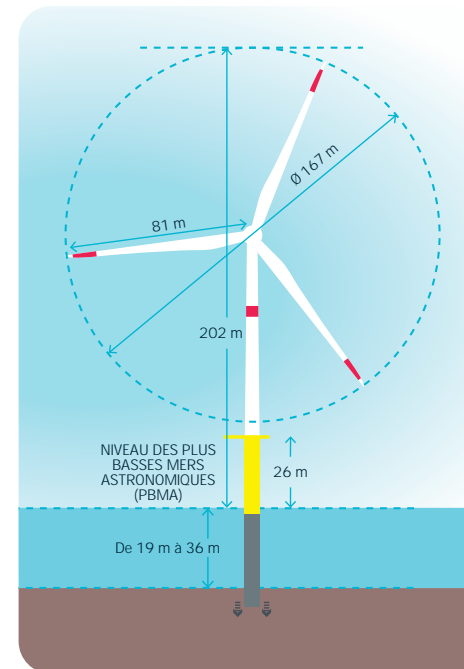 Ø 167 m
81 m
202 m
NIVEAU DES PLUS
BASSES MERS
ASTRONOMIQUES
(PBMA)
26 m
De 19 m à 36 m